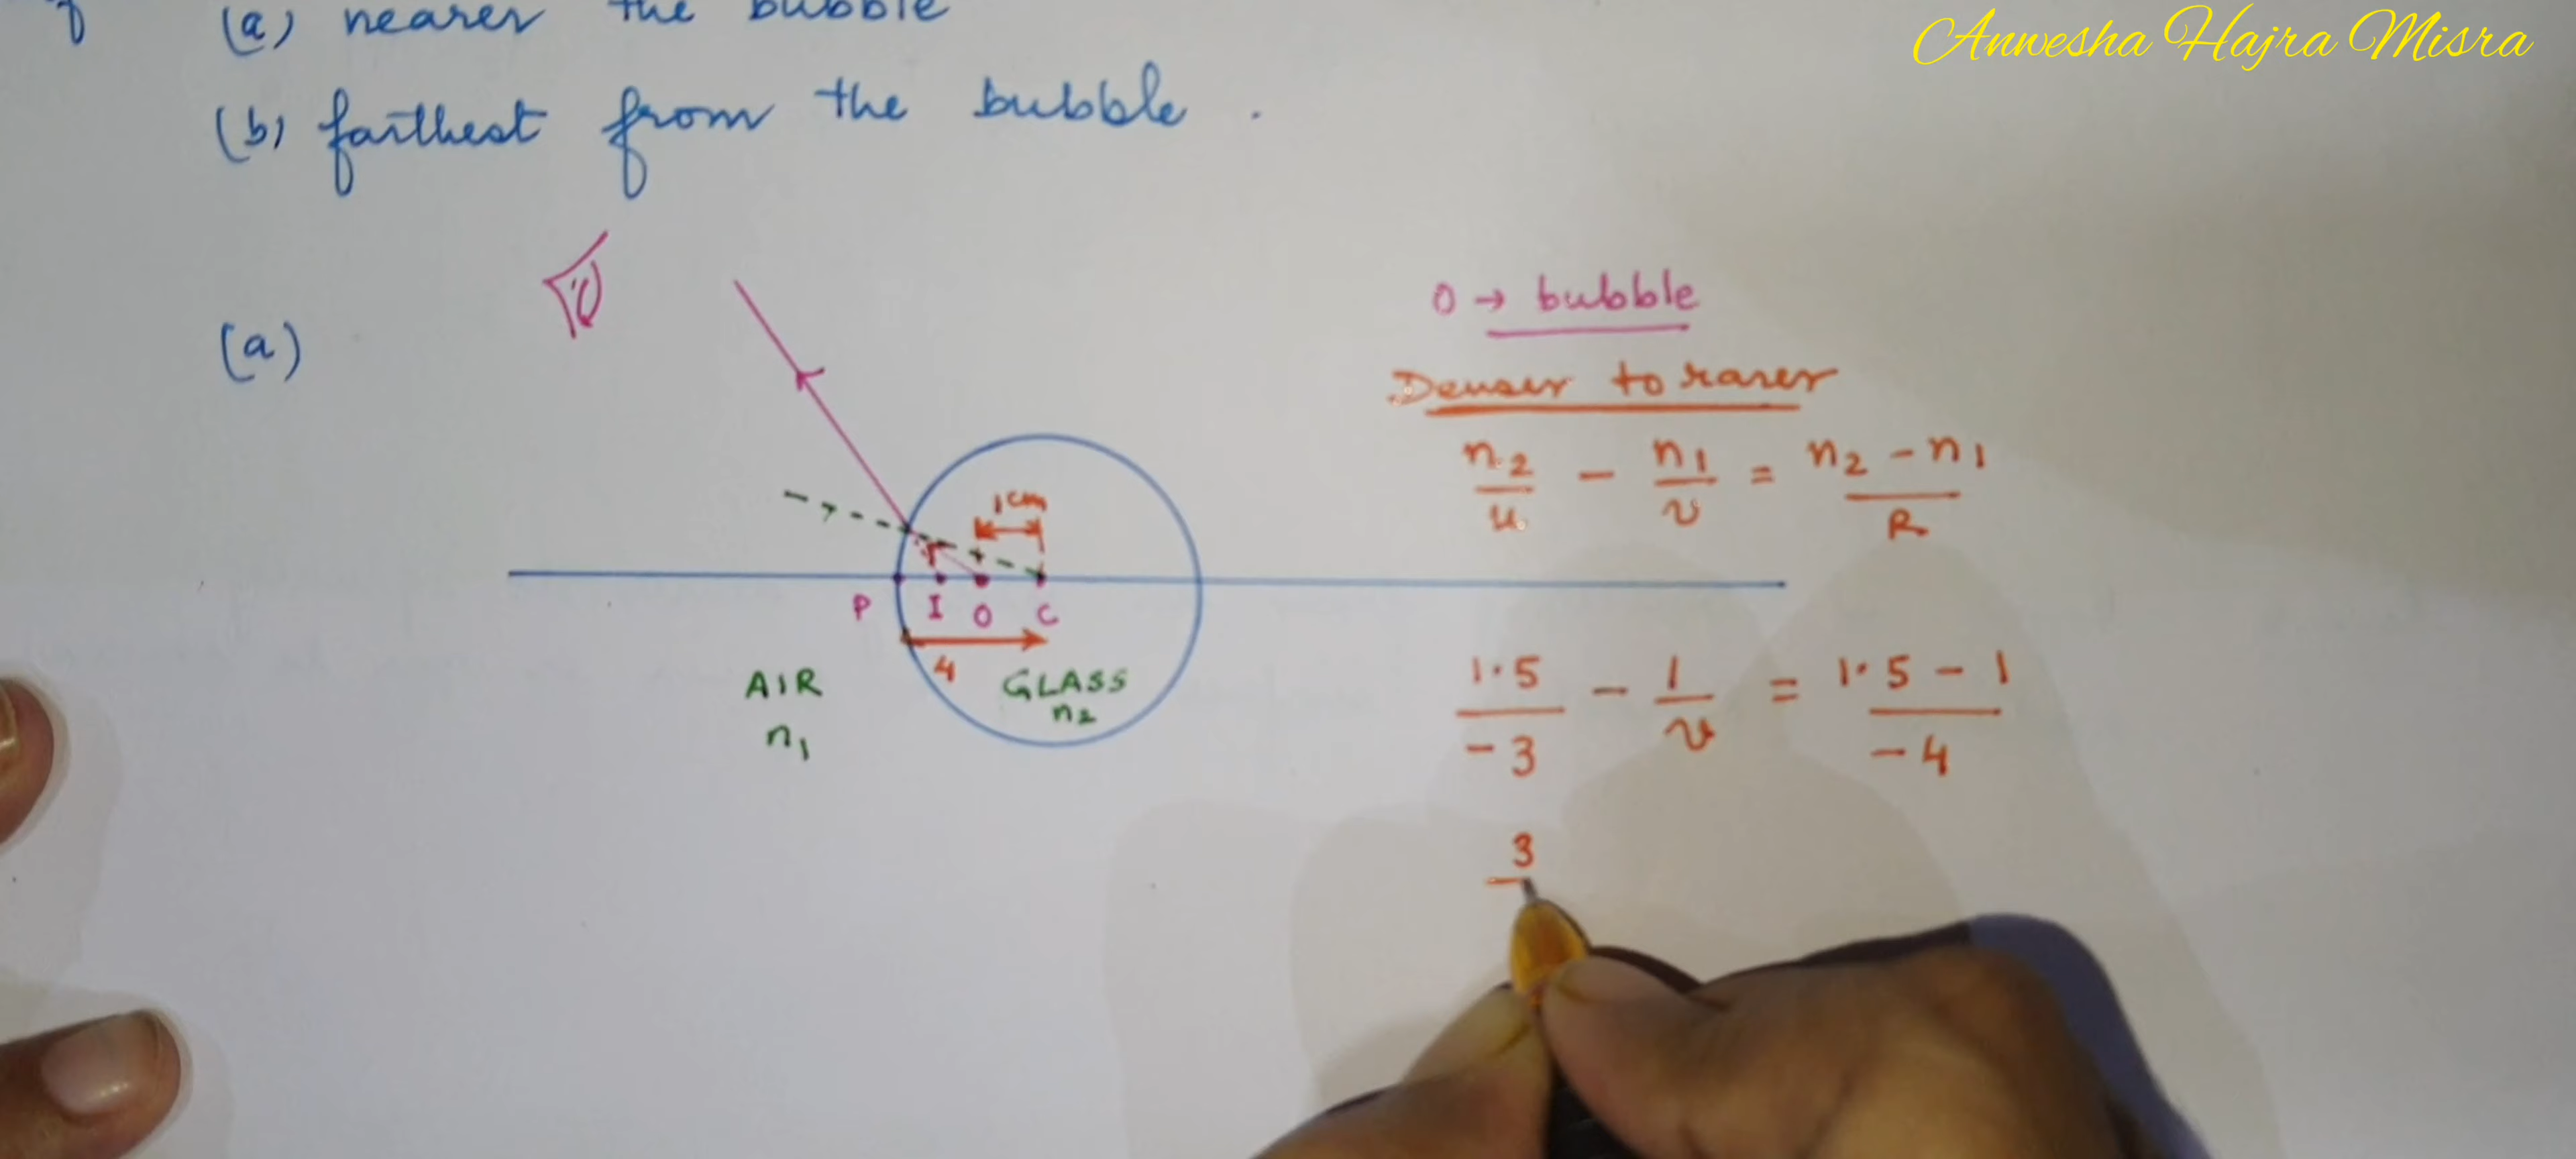 (a) nearer the bubble
Anwesha Hajra Misra
(b) farthest from the bubble.
(a)
O → bubble
Denser to rarer
n2/u - n1/v = n2 - n1/R
1cm
P I O C
4
AIR
n1
GLASS
n2
1.5/-3 - 1/v = 1.5 - 1/-4
3